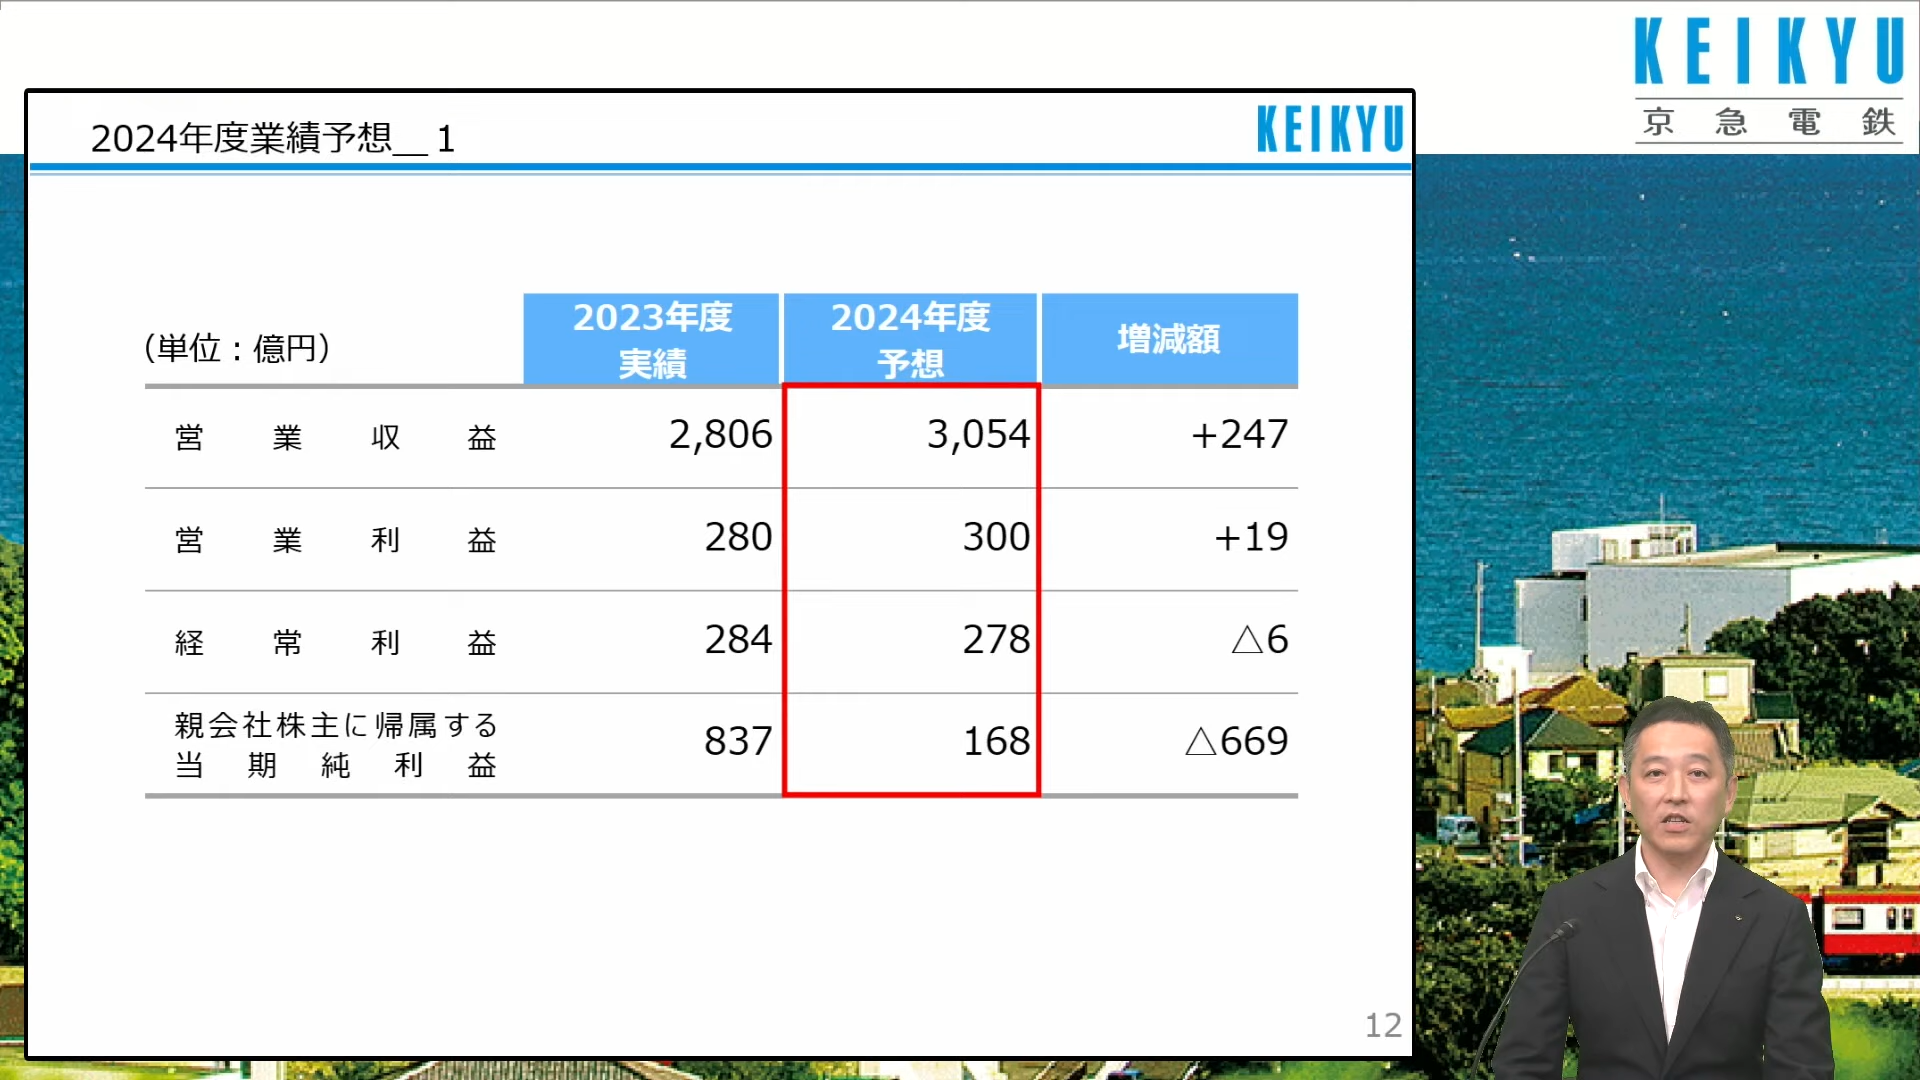 KEIKYU
京急電鉄
2024年度業績予想__1
KEIKYU
（単位：億円）
2023年度
実績
2024年度
予想
増減額
営業収益 2,806 3,054 +247
営業利益 280 300 +19
経常利益 284 278 △6
親会社株主に帰属する
当期純利益
837 168 △669
12